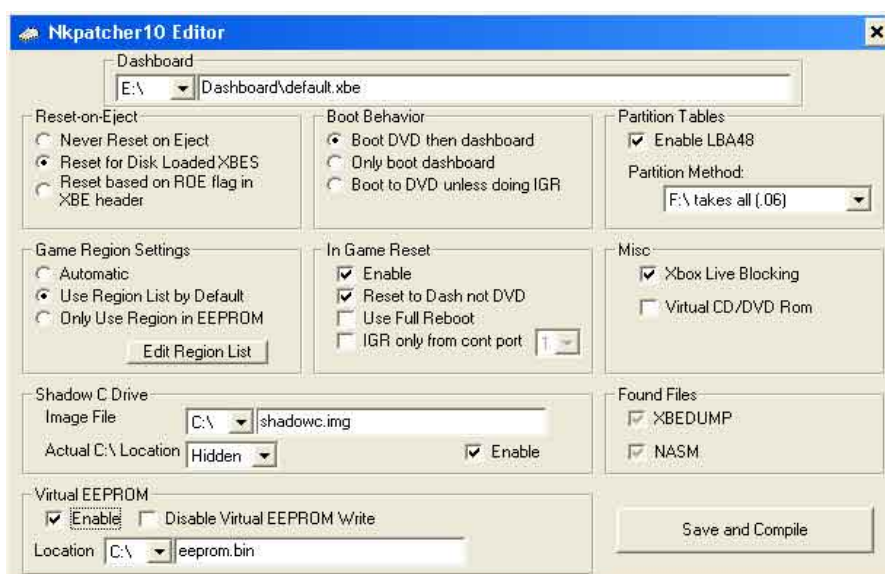 Nkpatcher10 Editor
Dashboard
E:\ Dashboard\default.xbe
Reset-on-Eject
Never Reset on Eject
Reset for Disk Loaded XBES
Reset based on ROE flag in
XBE header
Boot Behavior
Boot DVD then dashboard
Only boot dashboard
Boot to DVD unless doing IGR
Partition Tables
Enable LBA48
Partition Method:
F:\ takes all (.06)
Game Region Settings
Automatic
Use Region List by Default
Only Use Region in EEPROM
Edit Region List
In Game Reset
Enable
Reset to Dash not DVD
Use Full Reboot
IGR only from cont port 1
Misc
Xbox Live Blocking
Virtual CD/DVD Rom
Shadow C Drive
Image File C:\ shadowc.img
Actual C:\ Location Hidden Enable
Found Files
XBEDUMP
NASM
Virtual EEPROM
Enable Disable Virtual EEPROM Write
Location C:\ eeprom.bin
Save and Compile